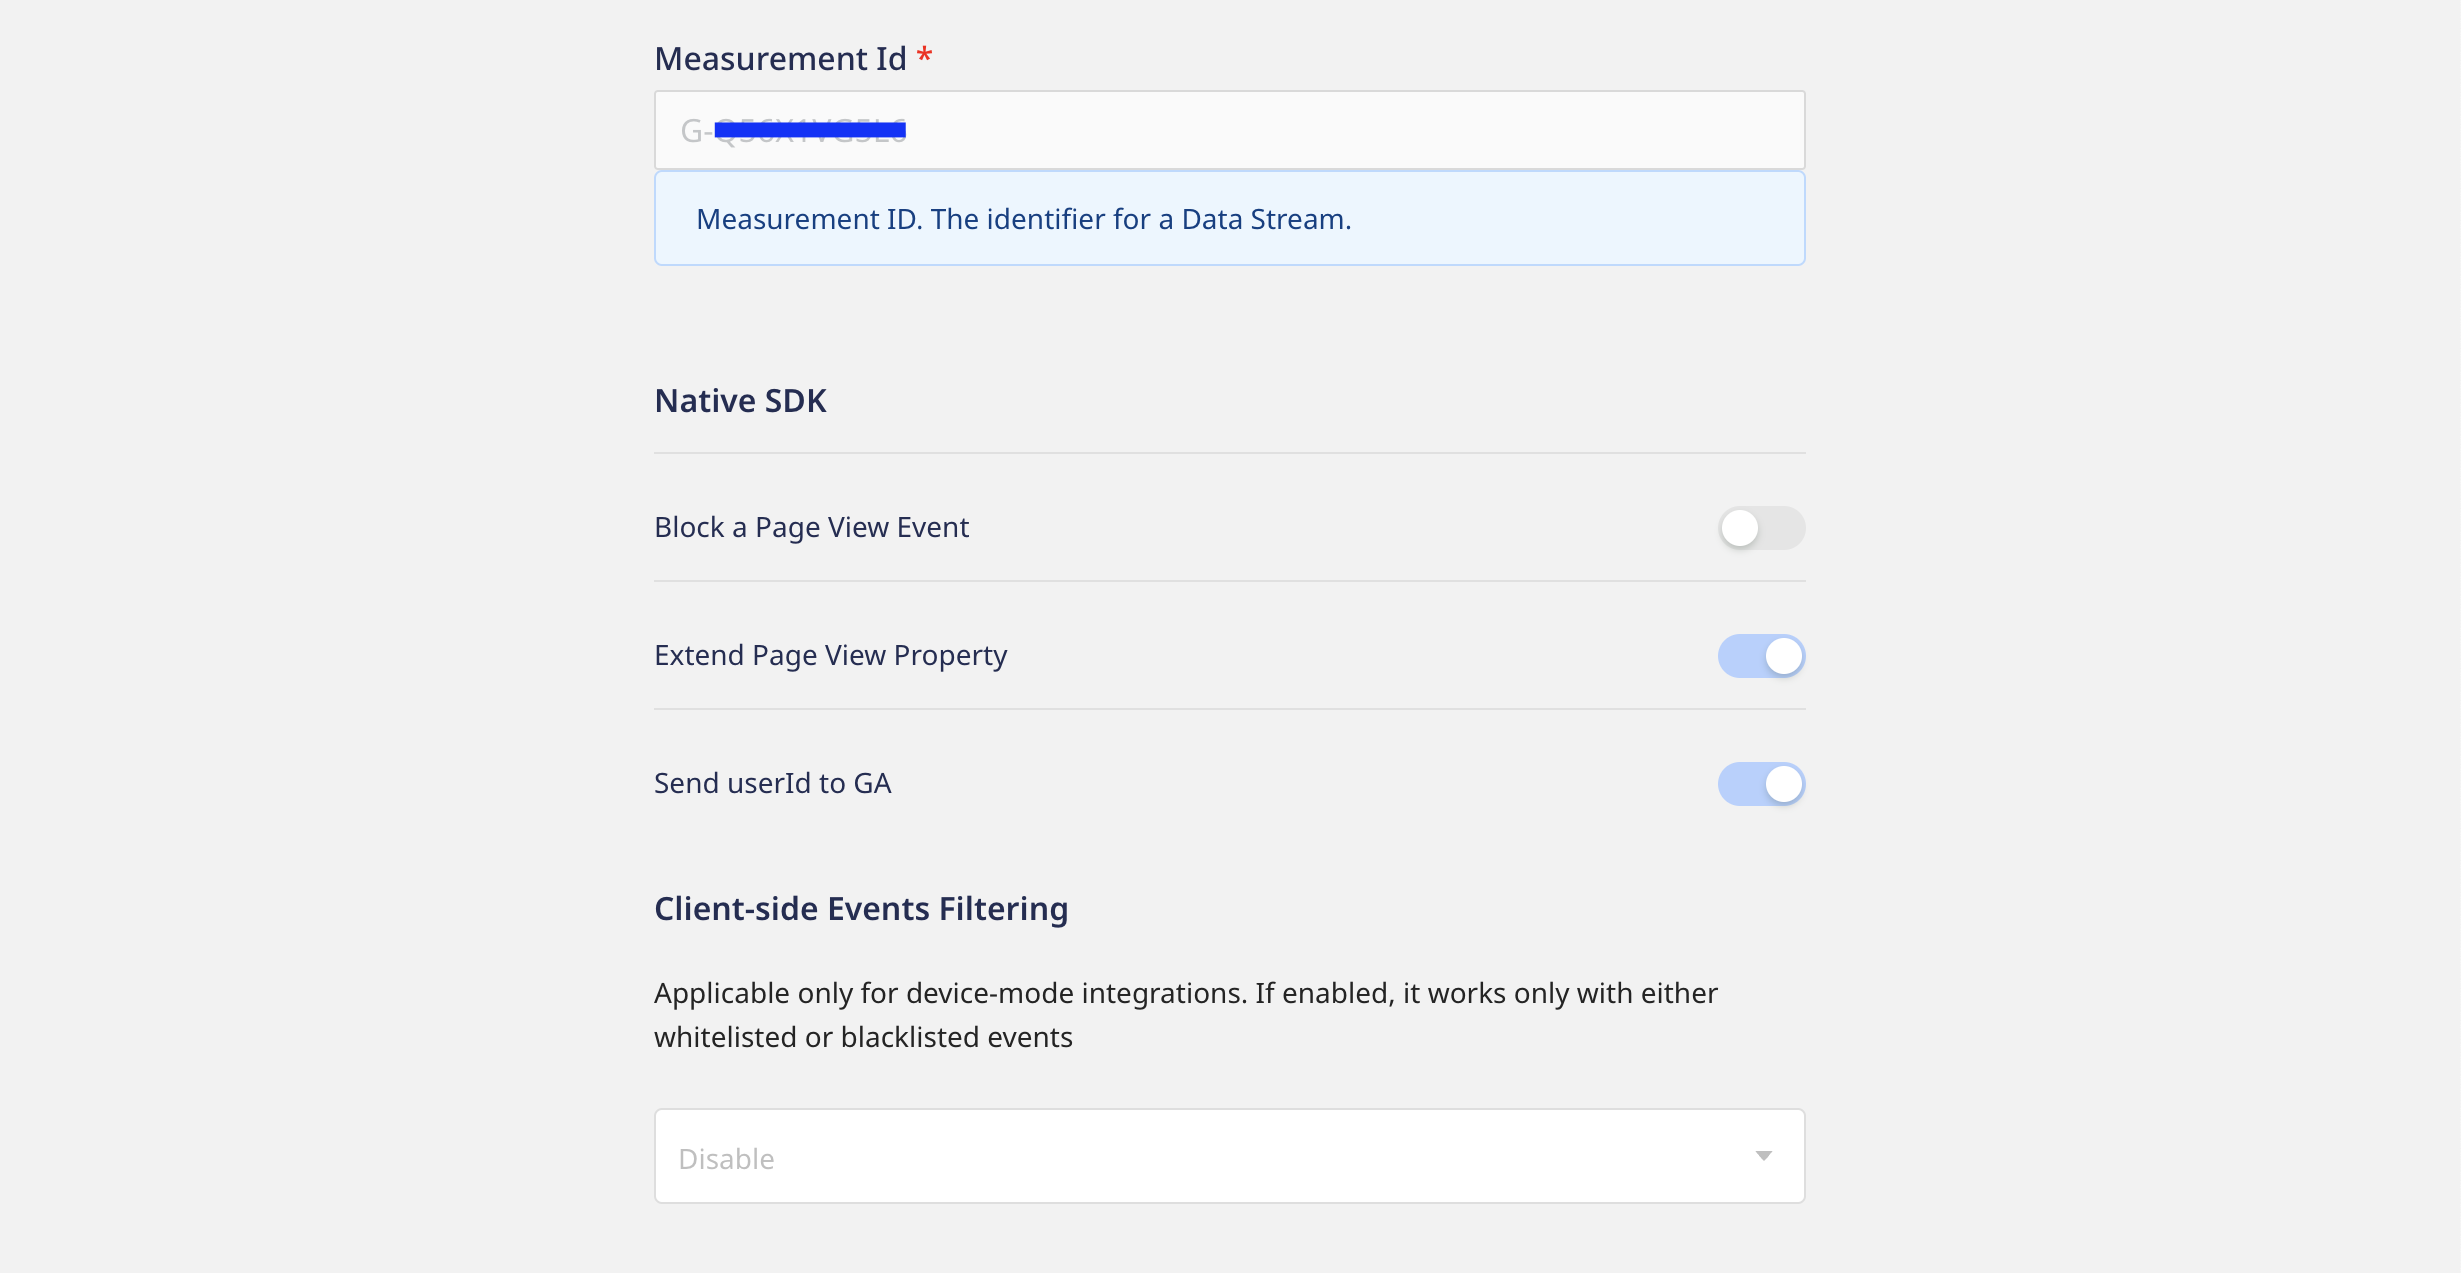 Measurement Id *
G-
Measurement ID. The identifier for a Data Stream.
Native SDK
Block a Page View Event
Extend Page View Property
Send userId to GA
Client-side Events Filtering
Applicable only for device-mode integrations. If enabled, it works only with either
whitelisted or blacklisted events
Disable